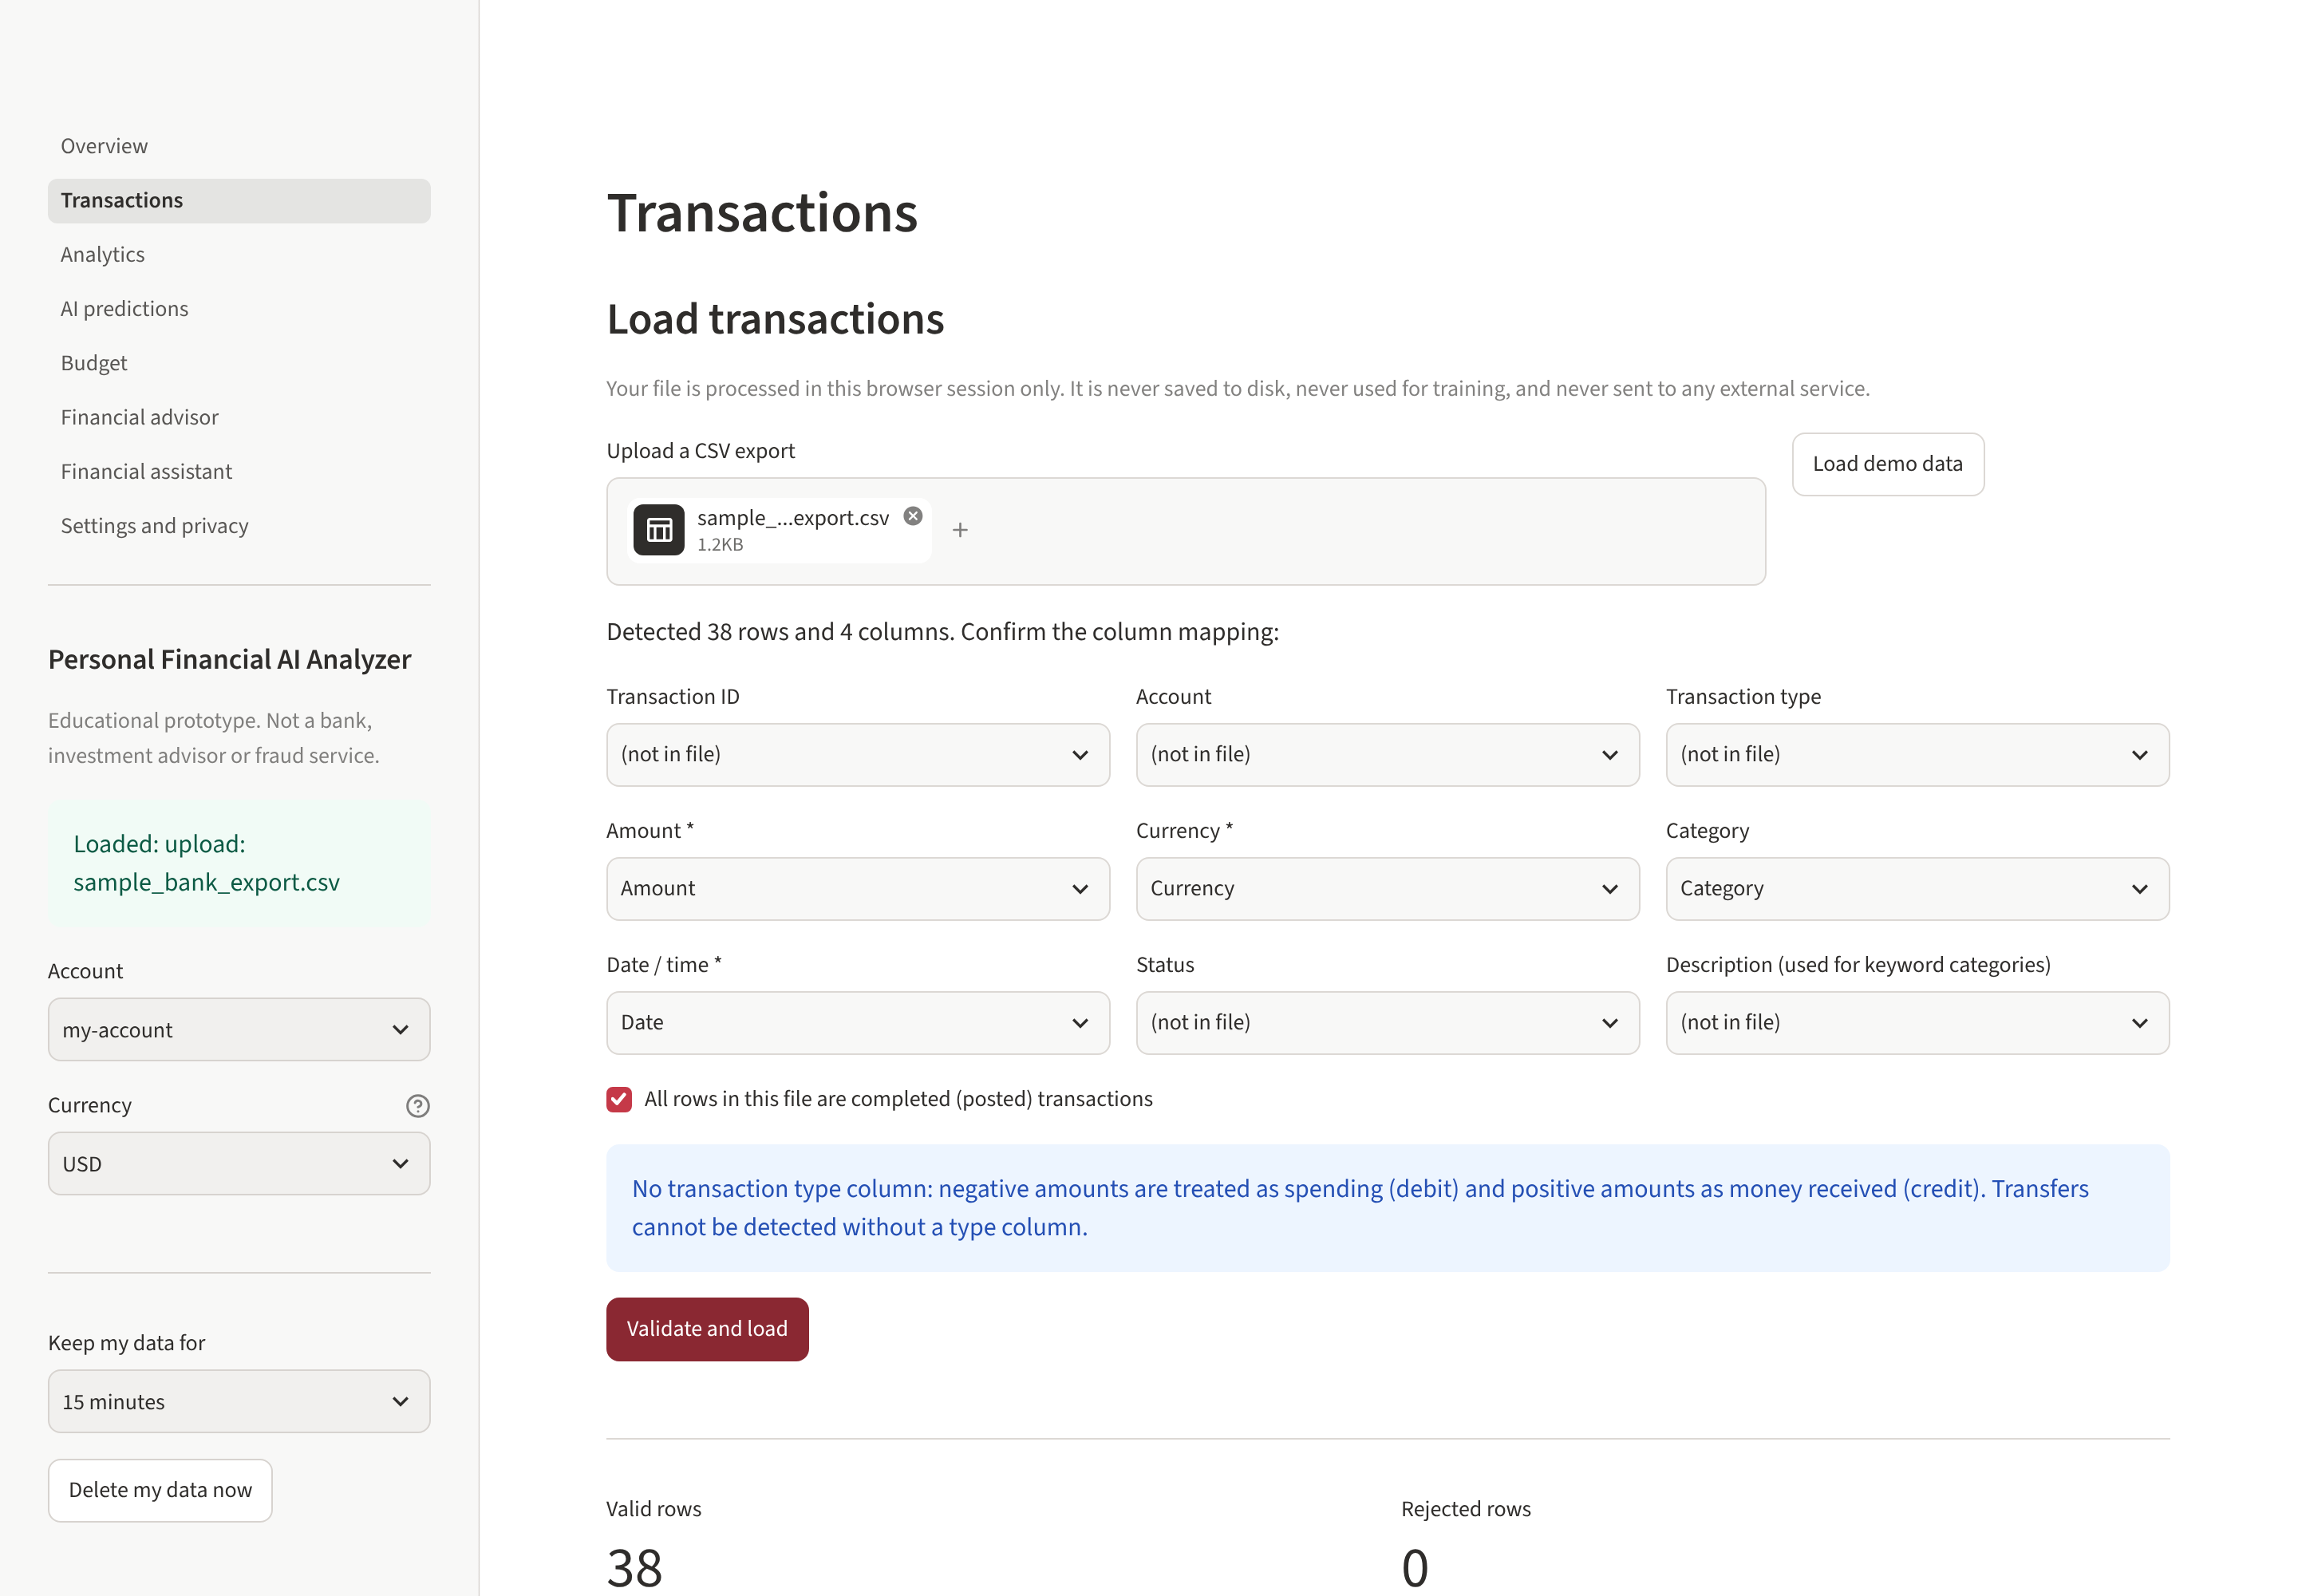 Overview
Transactions
Analytics
AI predictions
Budget
Financial advisor
Financial assistant
Settings and privacy
Personal Financial AI Analyzer
Educational prototype. Not a bank,
investment advisor or fraud service.
Loaded: upload:
sample_bank_export.csv
Account
my-account
Currency
USD
Keep my data for
15 minutes
Delete my data now
Transactions
Load transactions
Your file is processed in this browser session only. It is never saved to disk, never used for training, and never sent to any external service.
Upload a CSV export
Load demo data
sample_...export.csv
1.2KB
Detected 38 rows and 4 columns. Confirm the column mapping:
Transaction ID
Account
Transaction type
(not in file)
(not in file)
(not in file)
Amount *
Currency *
Category
Amount
Currency
Category
Date / time *
Status
Description (used for keyword categories)
Date
(not in file)
(not in file)
All rows in this file are completed (posted) transactions
No transaction type column: negative amounts are treated as spending (debit) and positive amounts as money received (credit). Transfers
cannot be detected without a type column.
Validate and load
Valid rows
Rejected rows
38
0